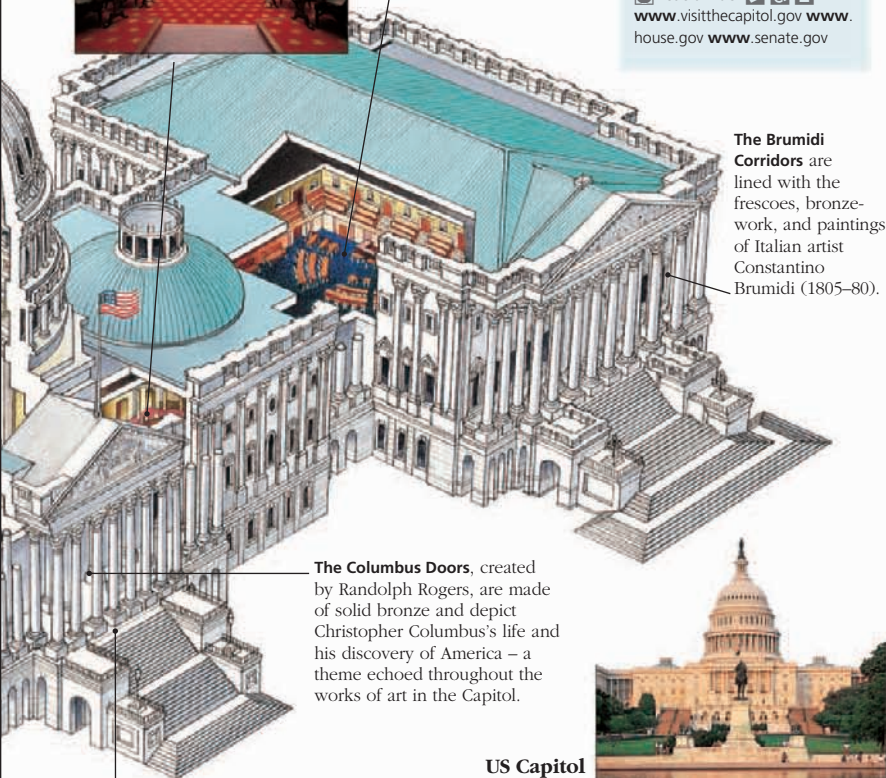 www.visitthecapitol.gov www.
house.gov www.senate.gov
The Brumidi
Corridors are
lined with the
frescoes, bronze-
work, and paintings
of Italian artist
Constantino
Brumidi (1805–80).
The Columbus Doors, created
by Randolph Rogers, are made
of solid bronze and depict
Christopher Columbus's life and
his discovery of America – a
theme echoed throughout the
works of art in the Capitol.
US Capitol